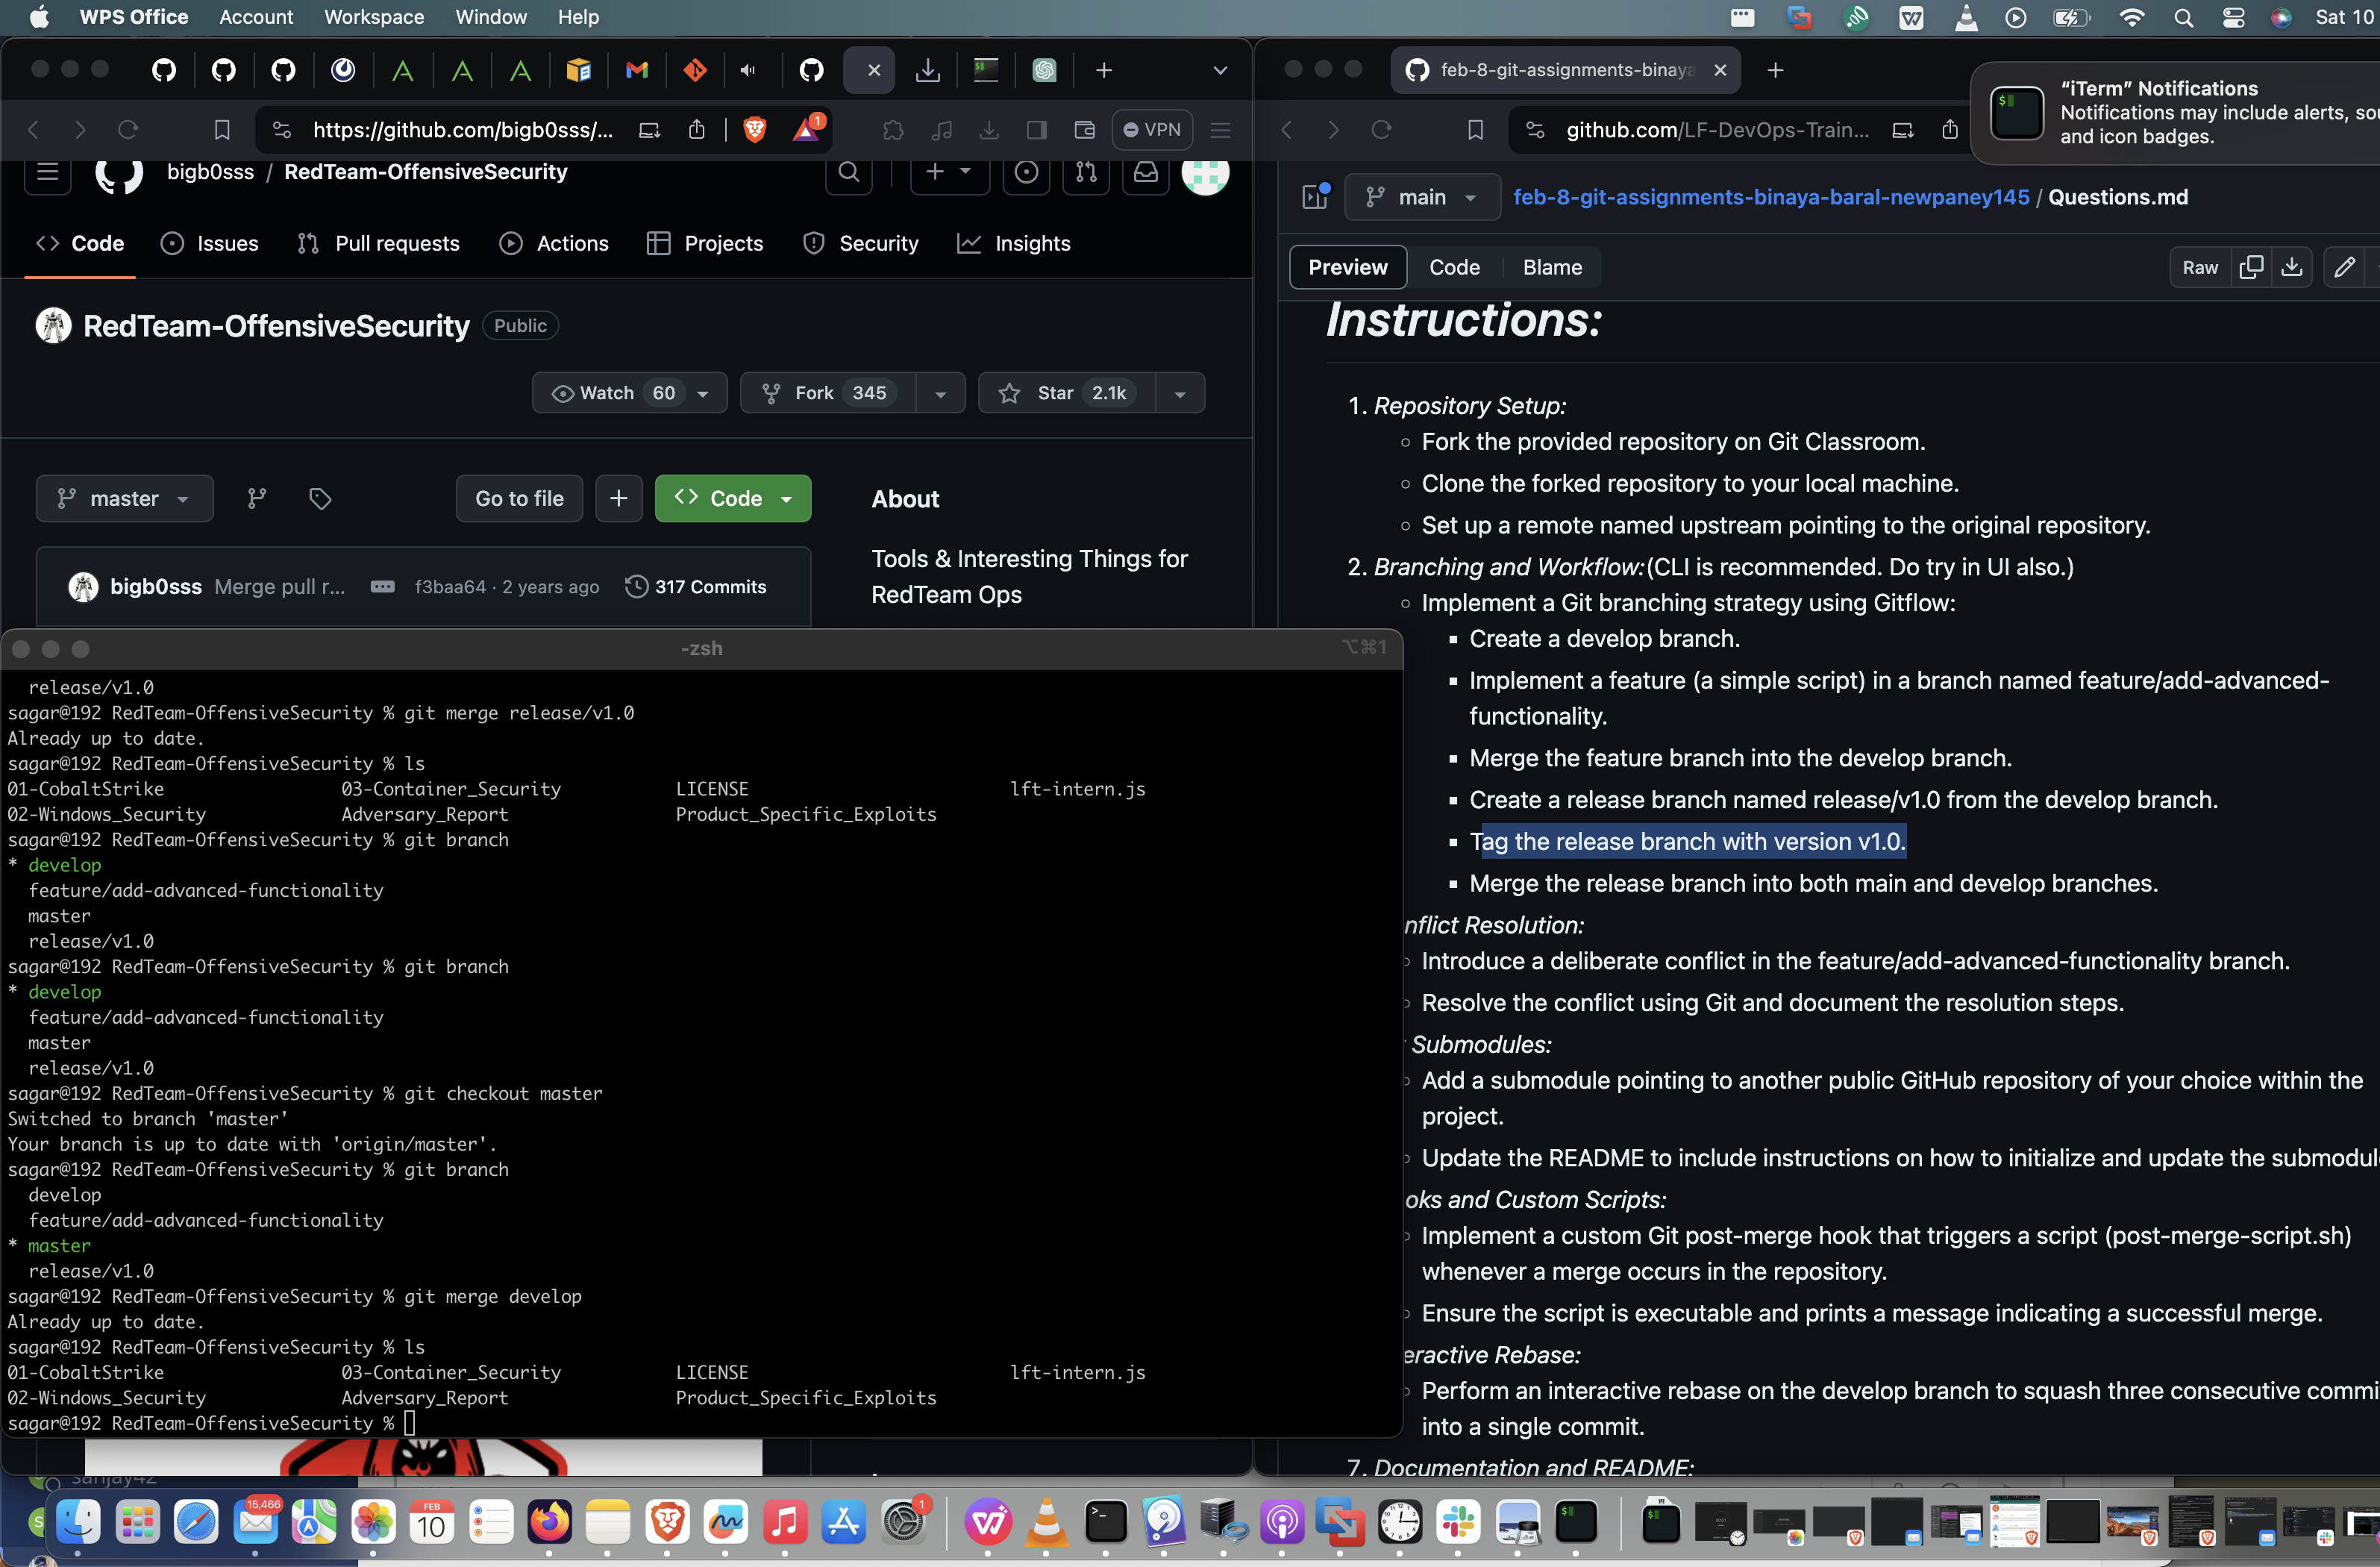 WPS Office Account Workspace Window Help
Sat 10
https://github.com/bigb0sss/...
1
VPN
bigb0sss / RedTeam-OffensiveSecurity
Code Issues Pull requests Actions Projects Security Insights
RedTeam-OffensiveSecurity Public
Watch 60 Fork 345 Star 2.1k
master Go to file + Code
About
Tools & Interesting Things for
RedTeam Ops
bigb0sss Merge pull r... f3baa64 · 2 years ago 317 Commits
feb-8-git-assignments-binaya
github.com/LF-DevOps-Train...
"iTerm" Notifications
Notifications may include alerts, sou
and icon badges.
main feb-8-git-assignments-binaya-baral-newpaney145 / Questions.md
Preview Code Blame Raw
Instructions:
1. Repository Setup:
Fork the provided repository on Git Classroom.
Clone the forked repository to your local machine.
Set up a remote named upstream pointing to the original repository.
2. Branching and Workflow:(CLI is recommended. Do try in UI also.)
Implement a Git branching strategy using Gitflow:
Create a develop branch.
Implement a feature (a simple script) in a branch named feature/add-advanced-
functionality.
Merge the feature branch into the develop branch.
Create a release branch named release/v1.0 from the develop branch.
Tag the release branch with version v1.0.
Merge the release branch into both main and develop branches.
nflict Resolution:
Introduce a deliberate conflict in the feature/add-advanced-functionality branch.
Resolve the conflict using Git and document the resolution steps.
Submodules:
Add a submodule pointing to another public GitHub repository of your choice within the
project.
Update the README to include instructions on how to initialize and update the submodul
oks and Custom Scripts:
Implement a custom Git post-merge hook that triggers a script (post-merge-script.sh)
whenever a merge occurs in the repository.
Ensure the script is executable and prints a message indicating a successful merge.
eractive Rebase:
Perform an interactive rebase on the develop branch to squash three consecutive commi
into a single commit.
7. Documentation and README:
-zsh
⌥⌘1
release/v1.0
sagar@192 RedTeam-OffensiveSecurity % git merge release/v1.0
Already up to date.
sagar@192 RedTeam-OffensiveSecurity % ls
01-CobaltStrike 03-Container_Security LICENSE lft-intern.js
02-Windows_Security Adversary_Report Product_Specific_Exploits
sagar@192 RedTeam-OffensiveSecurity % git branch
* develop
feature/add-advanced-functionality
master
release/v1.0
sagar@192 RedTeam-OffensiveSecurity % git branch
* develop
feature/add-advanced-functionality
master
release/v1.0
sagar@192 RedTeam-OffensiveSecurity % git checkout master
Switched to branch 'master'
Your branch is up to date with 'origin/master'.
sagar@192 RedTeam-OffensiveSecurity % git branch
develop
feature/add-advanced-functionality
* master
release/v1.0
sagar@192 RedTeam-OffensiveSecurity % git merge develop
Already up to date.
sagar@192 RedTeam-OffensiveSecurity % ls
01-CobaltStrike 03-Container_Security LICENSE lft-intern.js
02-Windows_Security Adversary_Report Product_Specific_Exploits
sagar@192 RedTeam-OffensiveSecurity %
sanjay42
15,466
FEB
10
1